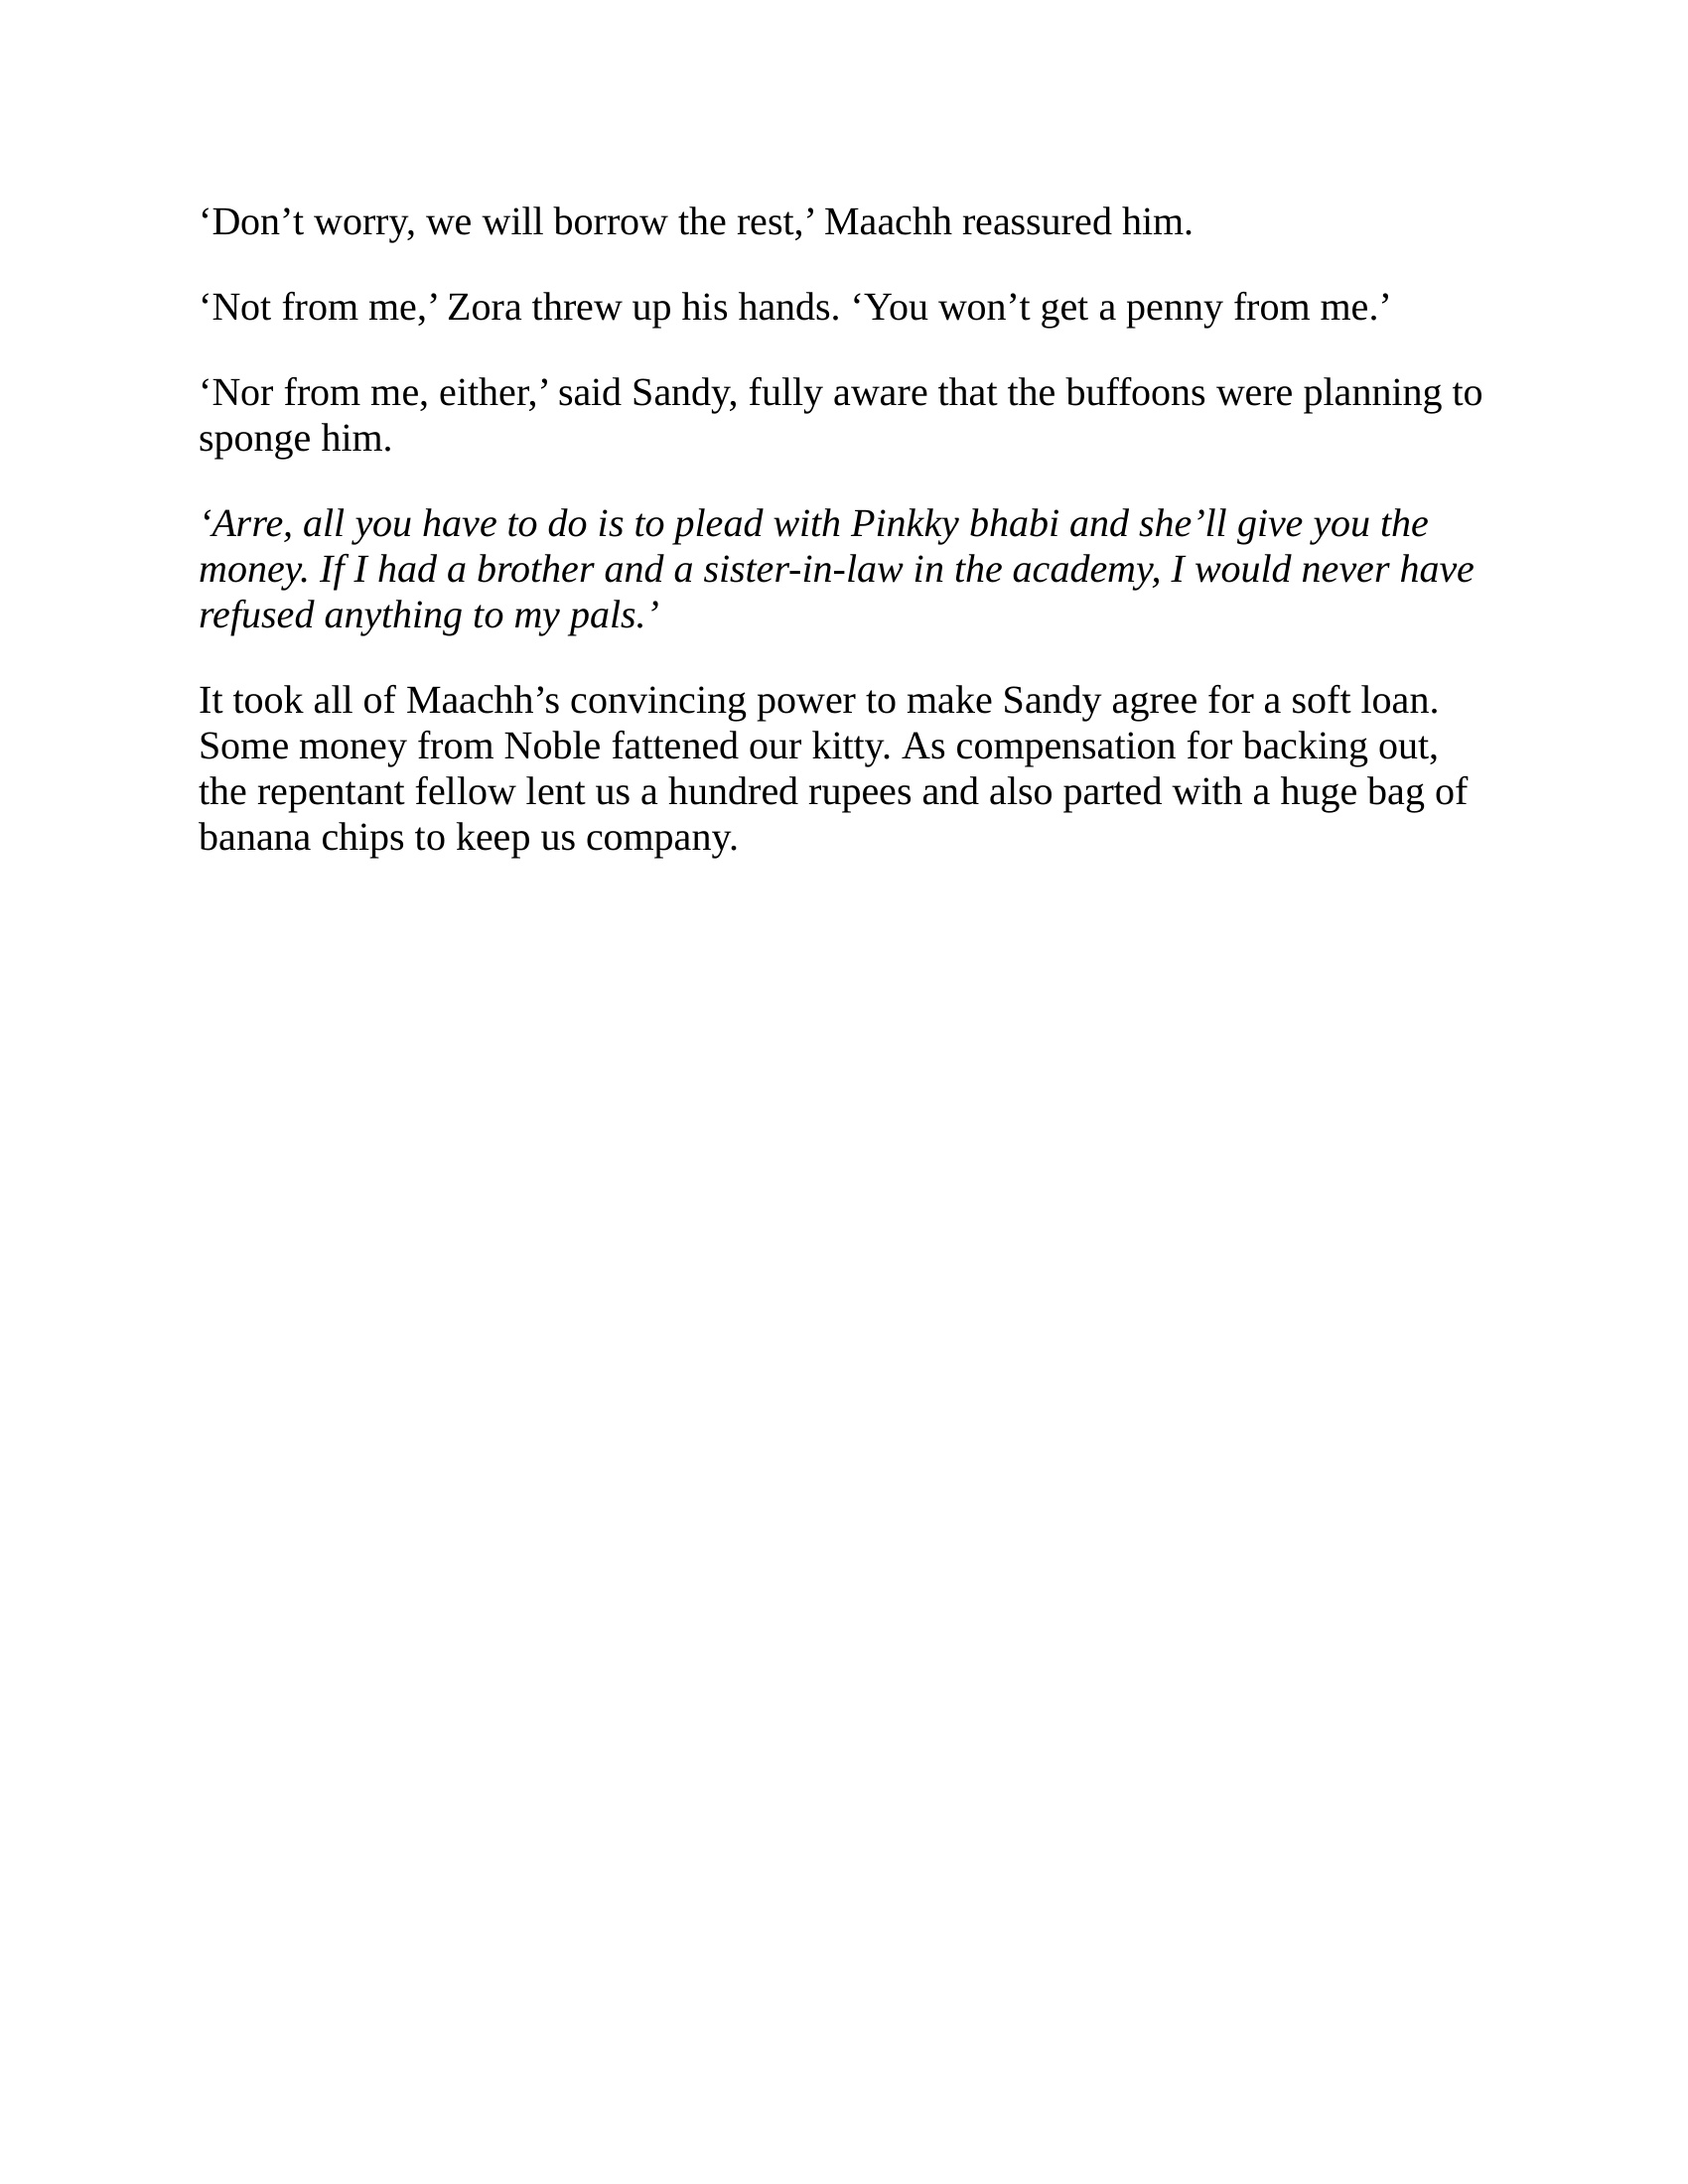 ‘Don’t worry, we will borrow the rest,’ Maachh reassured him.
‘Not from me,’ Zora threw up his hands. ‘You won’t get a penny from me.’
‘Nor from me, either,’ said Sandy, fully aware that the buffoons were planning to
sponge him.
‘Arre, all you have to do is to plead with Pinkky bhabi and she’ll give you the
money. If I had a brother and a sister-in-law in the academy, I would never have
refused anything to my pals.’
It took all of Maachh’s convincing power to make Sandy agree for a soft loan.
Some money from Noble fattened our kitty. As compensation for backing out,
the repentant fellow lent us a hundred rupees and also parted with a huge bag of
banana chips to keep us company.